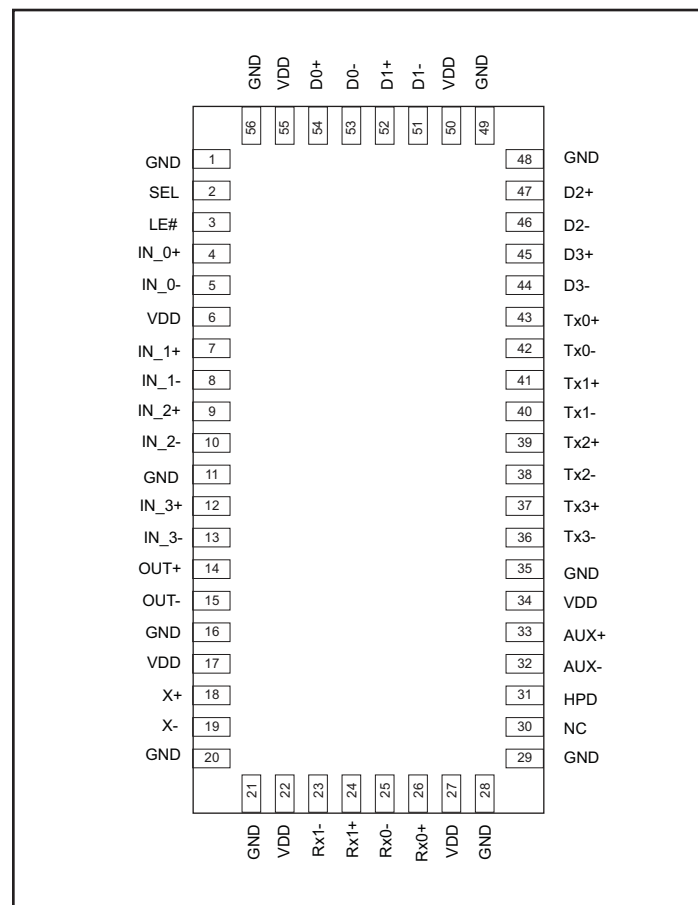 GND VDD D0+ D0- D1+ D1- VDD GND
56 55 54 53 52 51 50 49
GND 1 48 GND
SEL 2 47 D2+
LE# 3 46 D2-
IN_0+ 4 45 D3+
IN_0- 5 44 D3-
VDD 6 43 Tx0+
IN_1+ 7 42 Tx0-
IN_1- 8 41 Tx1+
IN_2+ 9 40 Tx1-
IN_2- 10 39 Tx2+
GND 11 38 Tx2-
IN_3+ 12 37 Tx3+
IN_3- 13 36 Tx3-
OUT+ 14 35 GND
OUT- 15 34 VDD
GND 16 33 AUX+
VDD 17 32 AUX-
X+ 18 31 HPD
X- 19 30 NC
GND 20 29 GND
21 22 23 24 25 26 27 28
GND VDD Rx1- Rx1+ Rx0- Rx0+ VDD GND